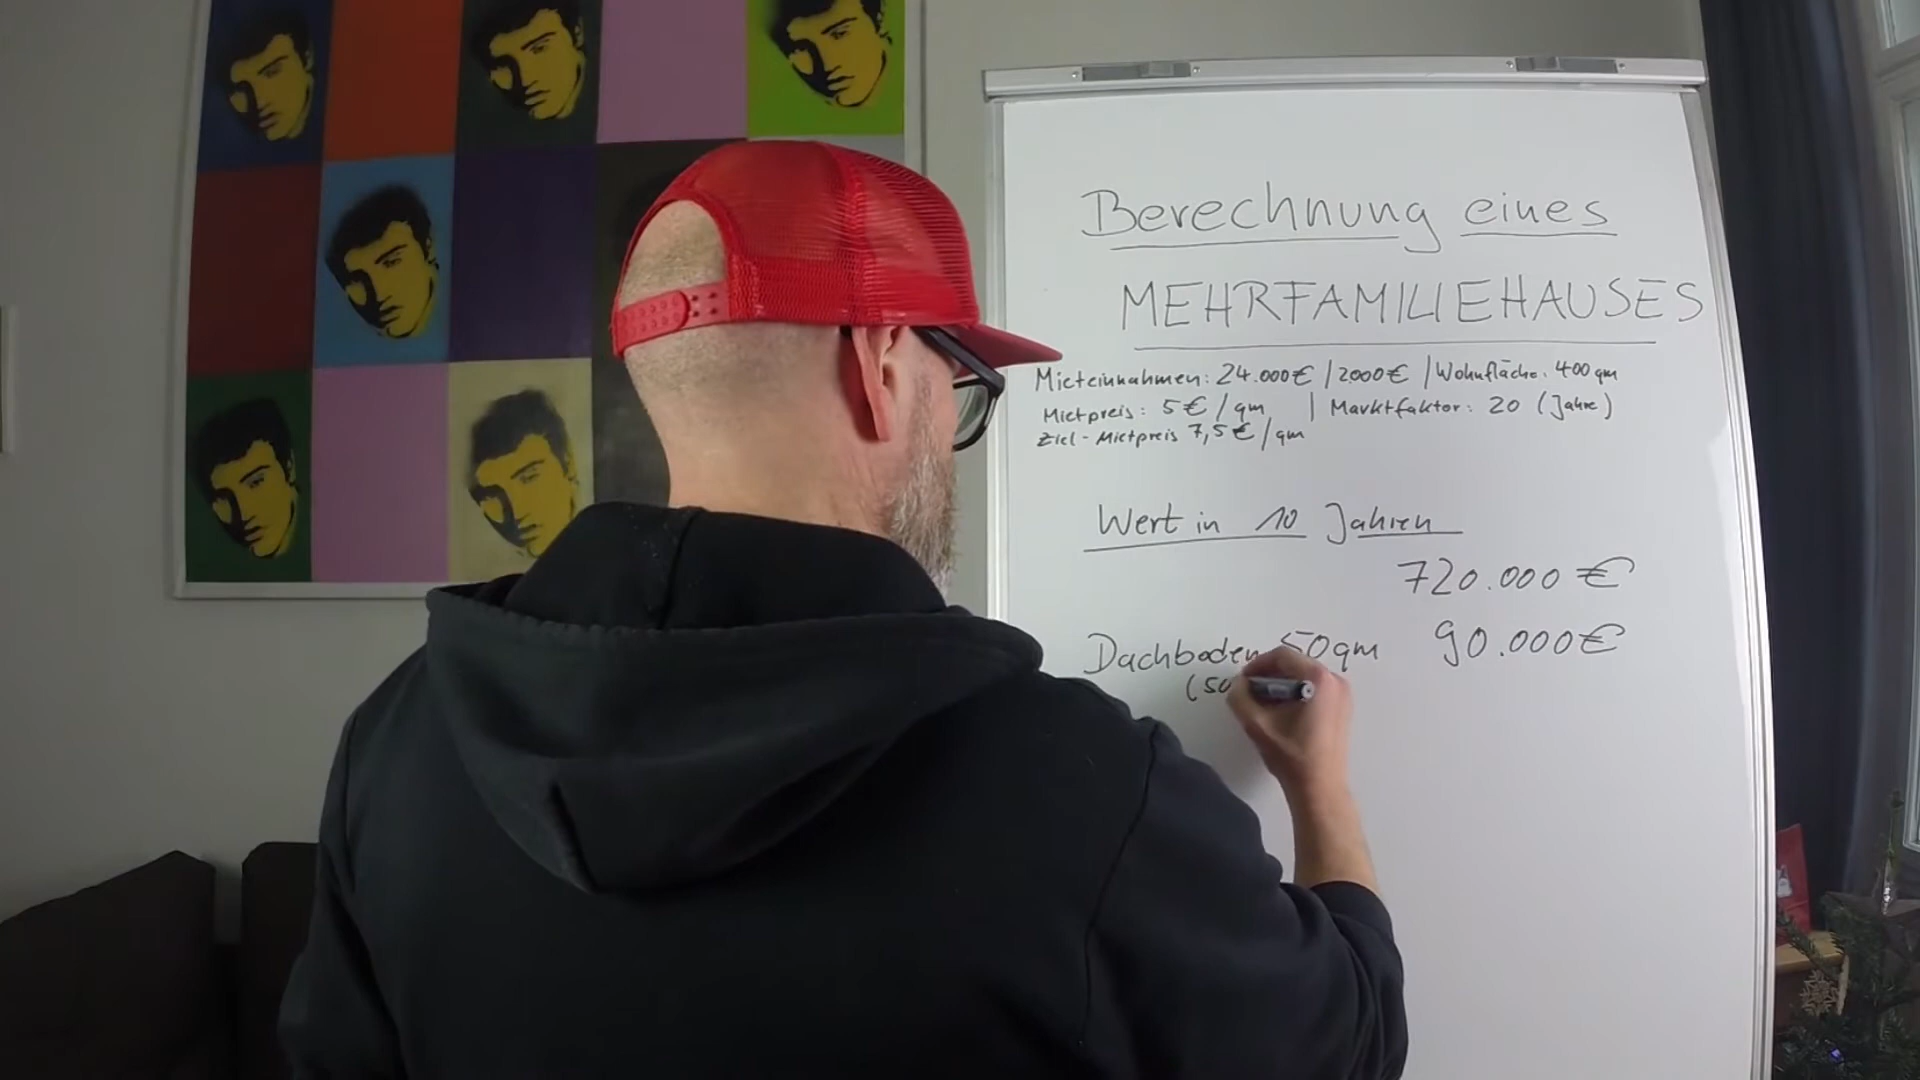 Berechnung eines
MEHRFAMILIEHAUSES
Mieteinnahmen: 24.000€ / 2000€ | Wohnfläche: 400 qm
Mietpreis: 5€ / qm | Marktfaktor: 20 (Jahre)
Ziel-Mietpreis 7,5€ / qm
Wert in 10 Jahren
720.000 €
Dachboden 50qm 90.000€
(50